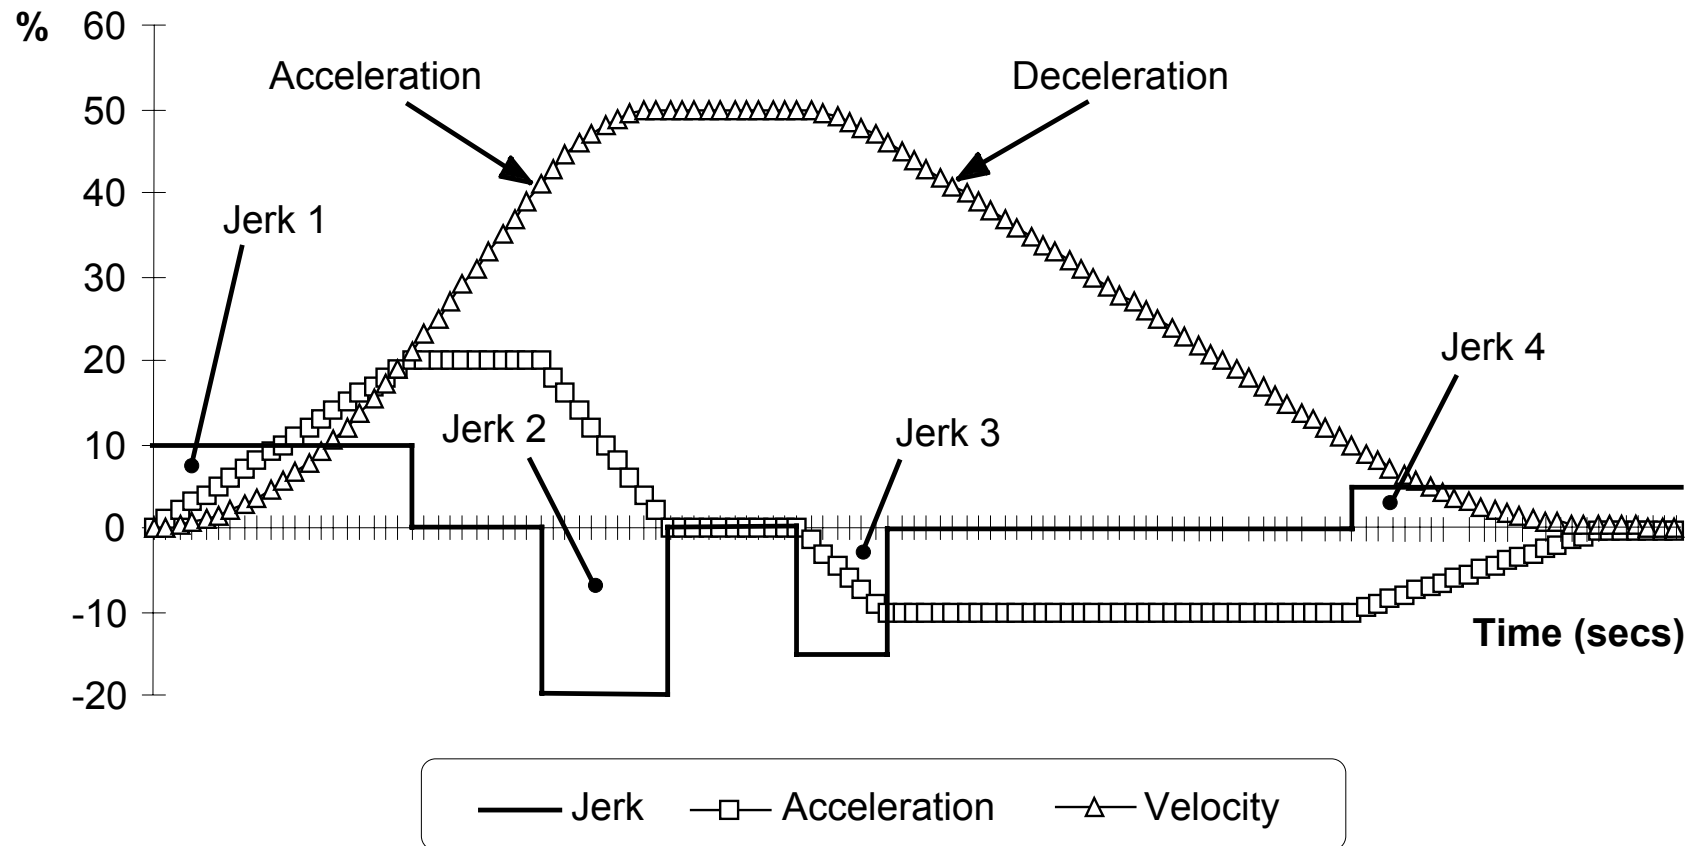 %
60
Acceleration
Deceleration
50
40
Jerk 1
30
20
Jerk 4
Jerk 2
Jerk 3
10
0
-10
Time (secs)
-20
Jerk Acceleration Velocity